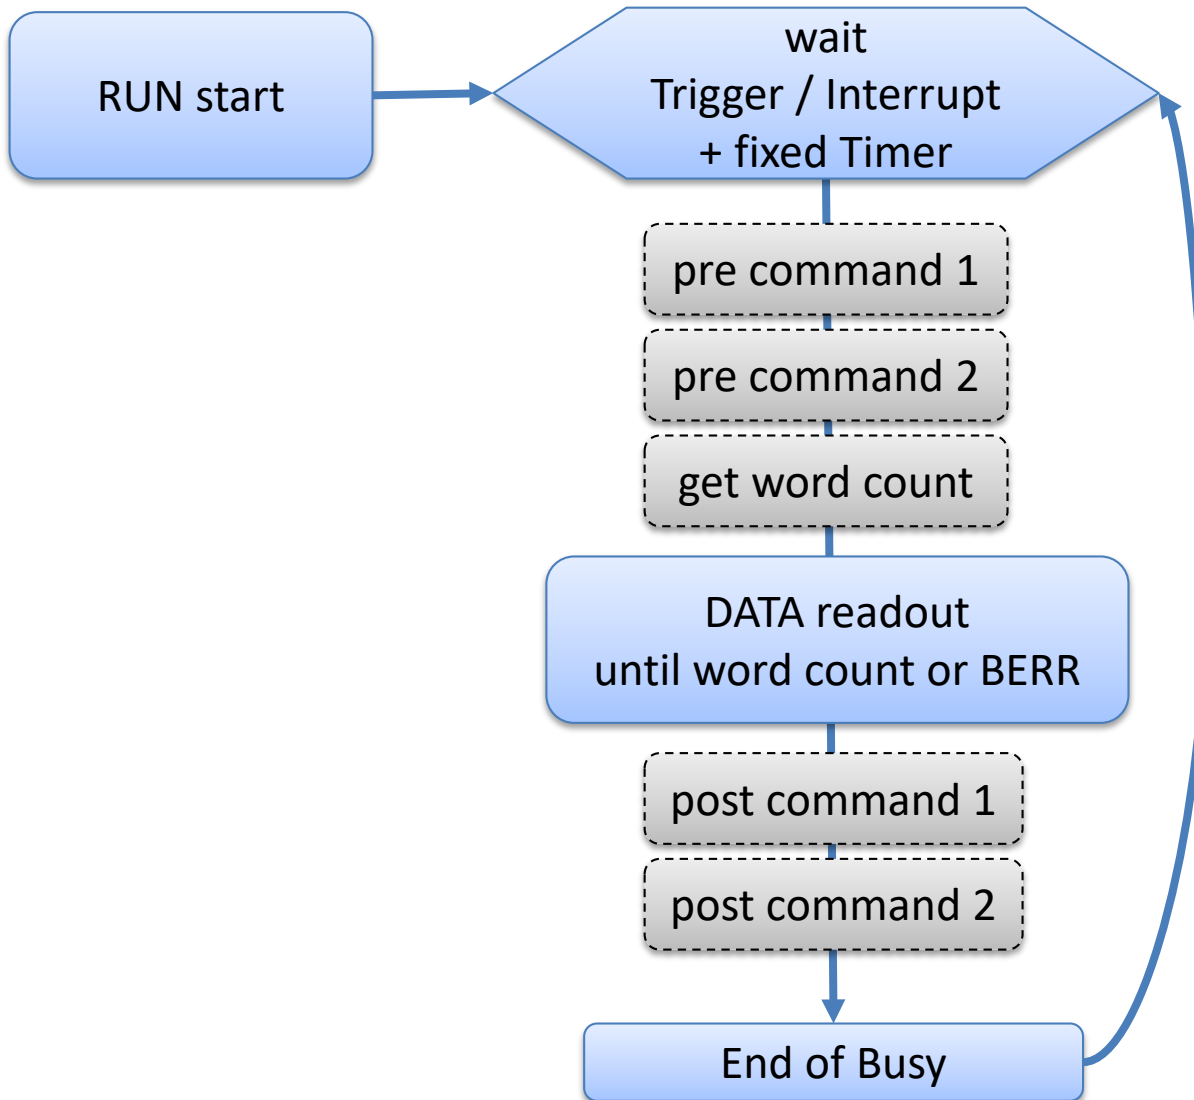 RUN start
wait
Trigger / Interrupt
+ fixed Timer
pre command 1
pre command 2
get word count
DATA readout
until word count or BERR
post command 1
post command 2
End of Busy